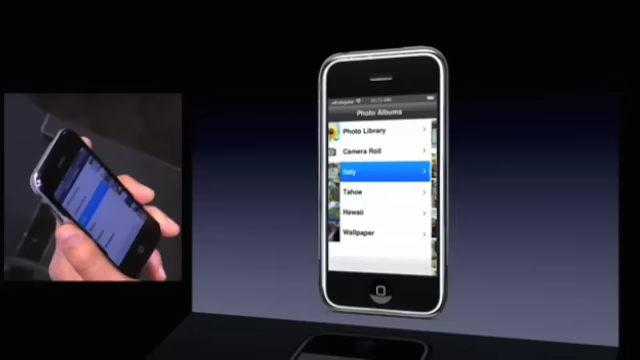 Photo Albums
Photo Library
Camera Roll
Italy
Tahoe
Hawaii
Wallpaper